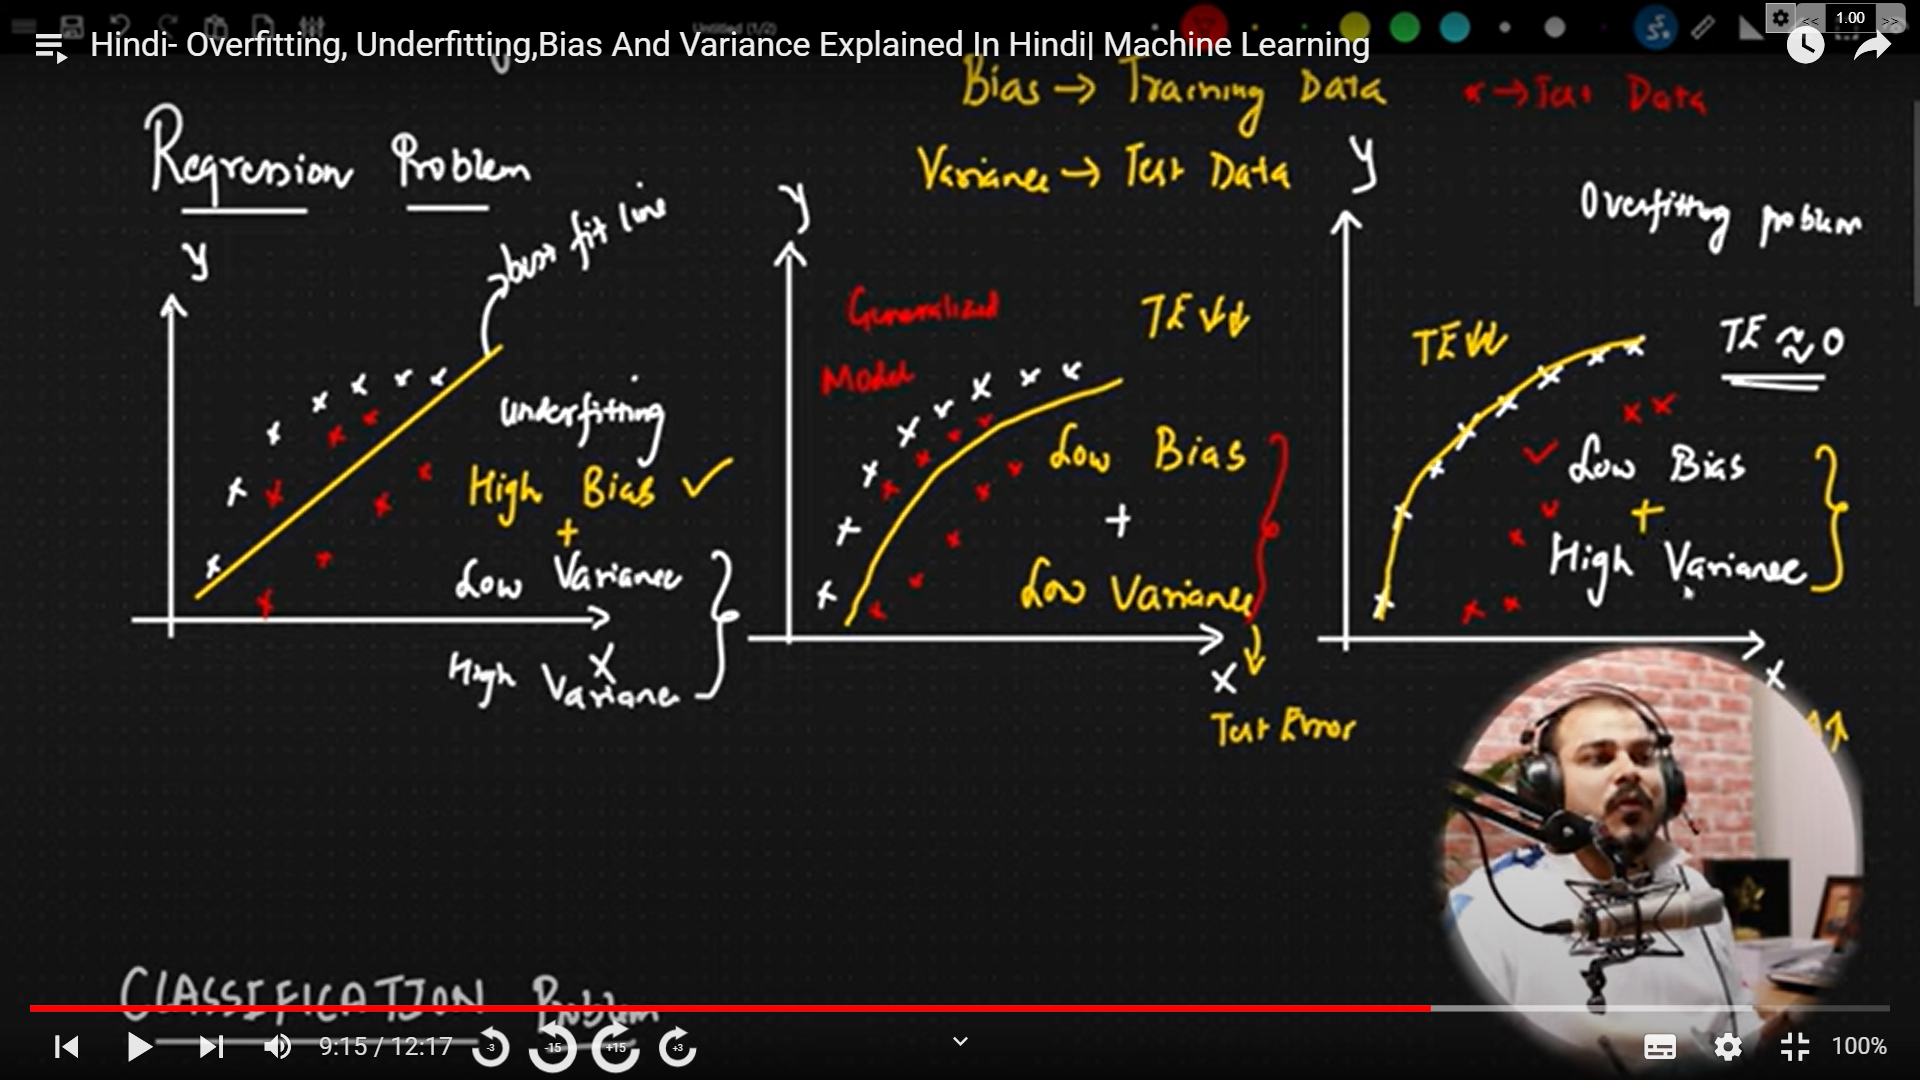 Untitled (1/2)
<< 1.00 >>
Hindi- Overfitting, Underfitting,Bias And Variance Explained In Hindi| Machine Learning
Bias → Training Data
x → Test Data
Variance → Test Data
Regression Problem
best fit line
y
y
y
Overfitting problem
Generalized
Model
TE ↓↓
TE ↓↓
TE ≈ 0
Underfitting
High Bias ✓
+
Low Variance
High Variance
X
Low Bias
+
Low Variance
X
Test Error
Low Bias
+
High Variance
X
CLASSIFICATION Problem
9:15 / 12:17
-3
-15
+15
+3
100%